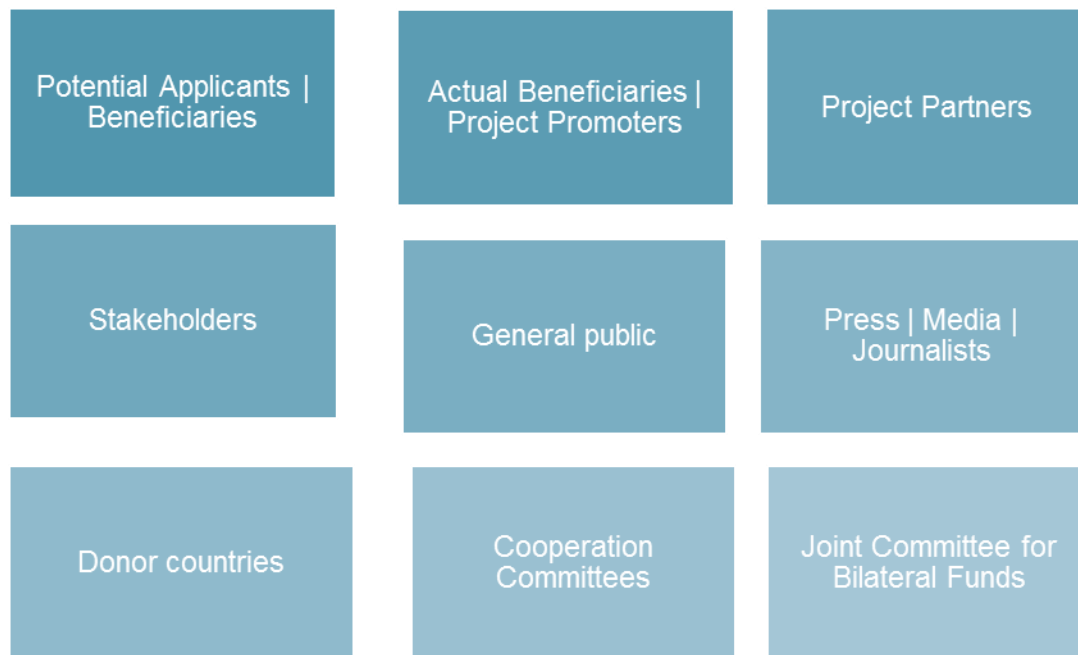 Potential Applicants |
Beneficiaries
Actual Beneficiaries |
Project Promoters
Project Partners
Stakeholders
General public
Press | Media |
Journalists
Donor countries
Cooperation
Committees
Joint Committee for
Bilateral Funds